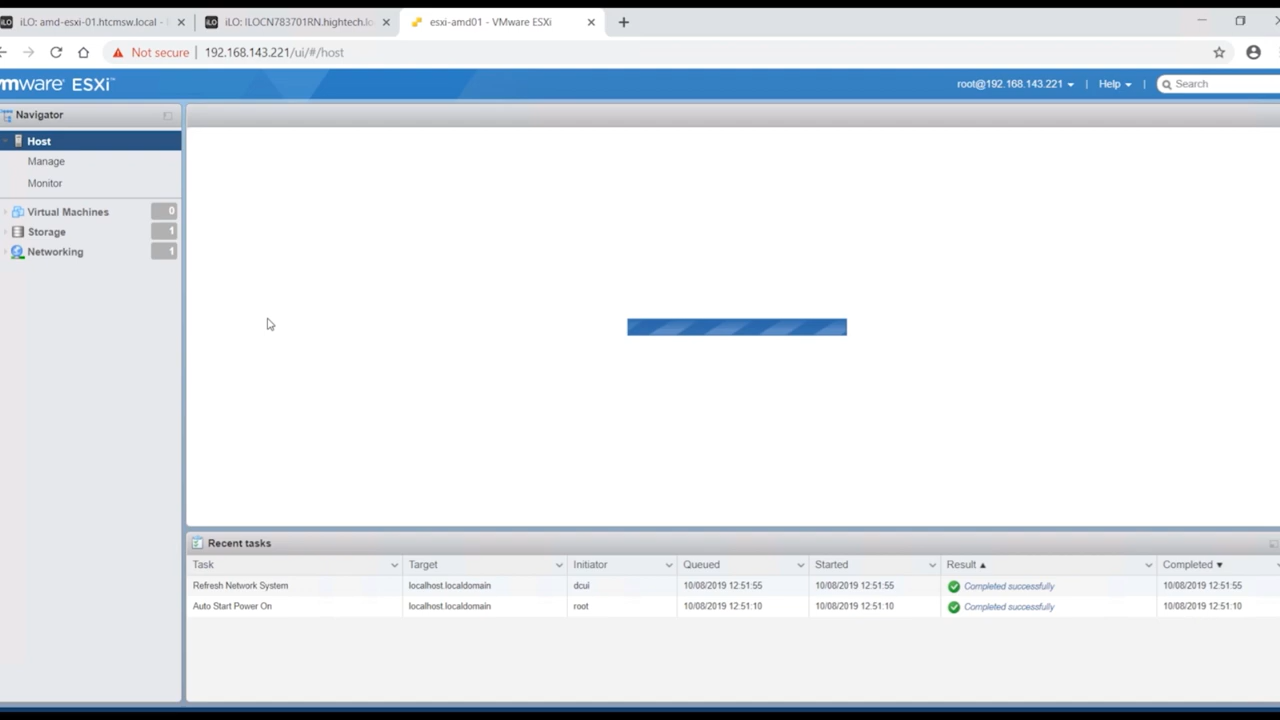 iLO: amd-esxi-01.htcmsw.local -
iLO: ILOCN783701RN.hightech.lo
esxi-amd01 - VMware ESXi
Not secure | 192.168.143.221/ui/#/host
mware® ESXi™
root@192.168.143.221 | Help | Search
Navigator
Host
Manage
Monitor
Virtual Machines 0
Storage 1
Networking 1
Recent tasks
Task Target Initiator Queued Started Result Completed
Refresh Network System localhost.localdomain dcui 10/08/2019 12:51:55 10/08/2019 12:51:55 Completed successfully 10/08/2019 12:51:55
Auto Start Power On localhost.localdomain root 10/08/2019 12:51:10 10/08/2019 12:51:10 Completed successfully 10/08/2019 12:51:10